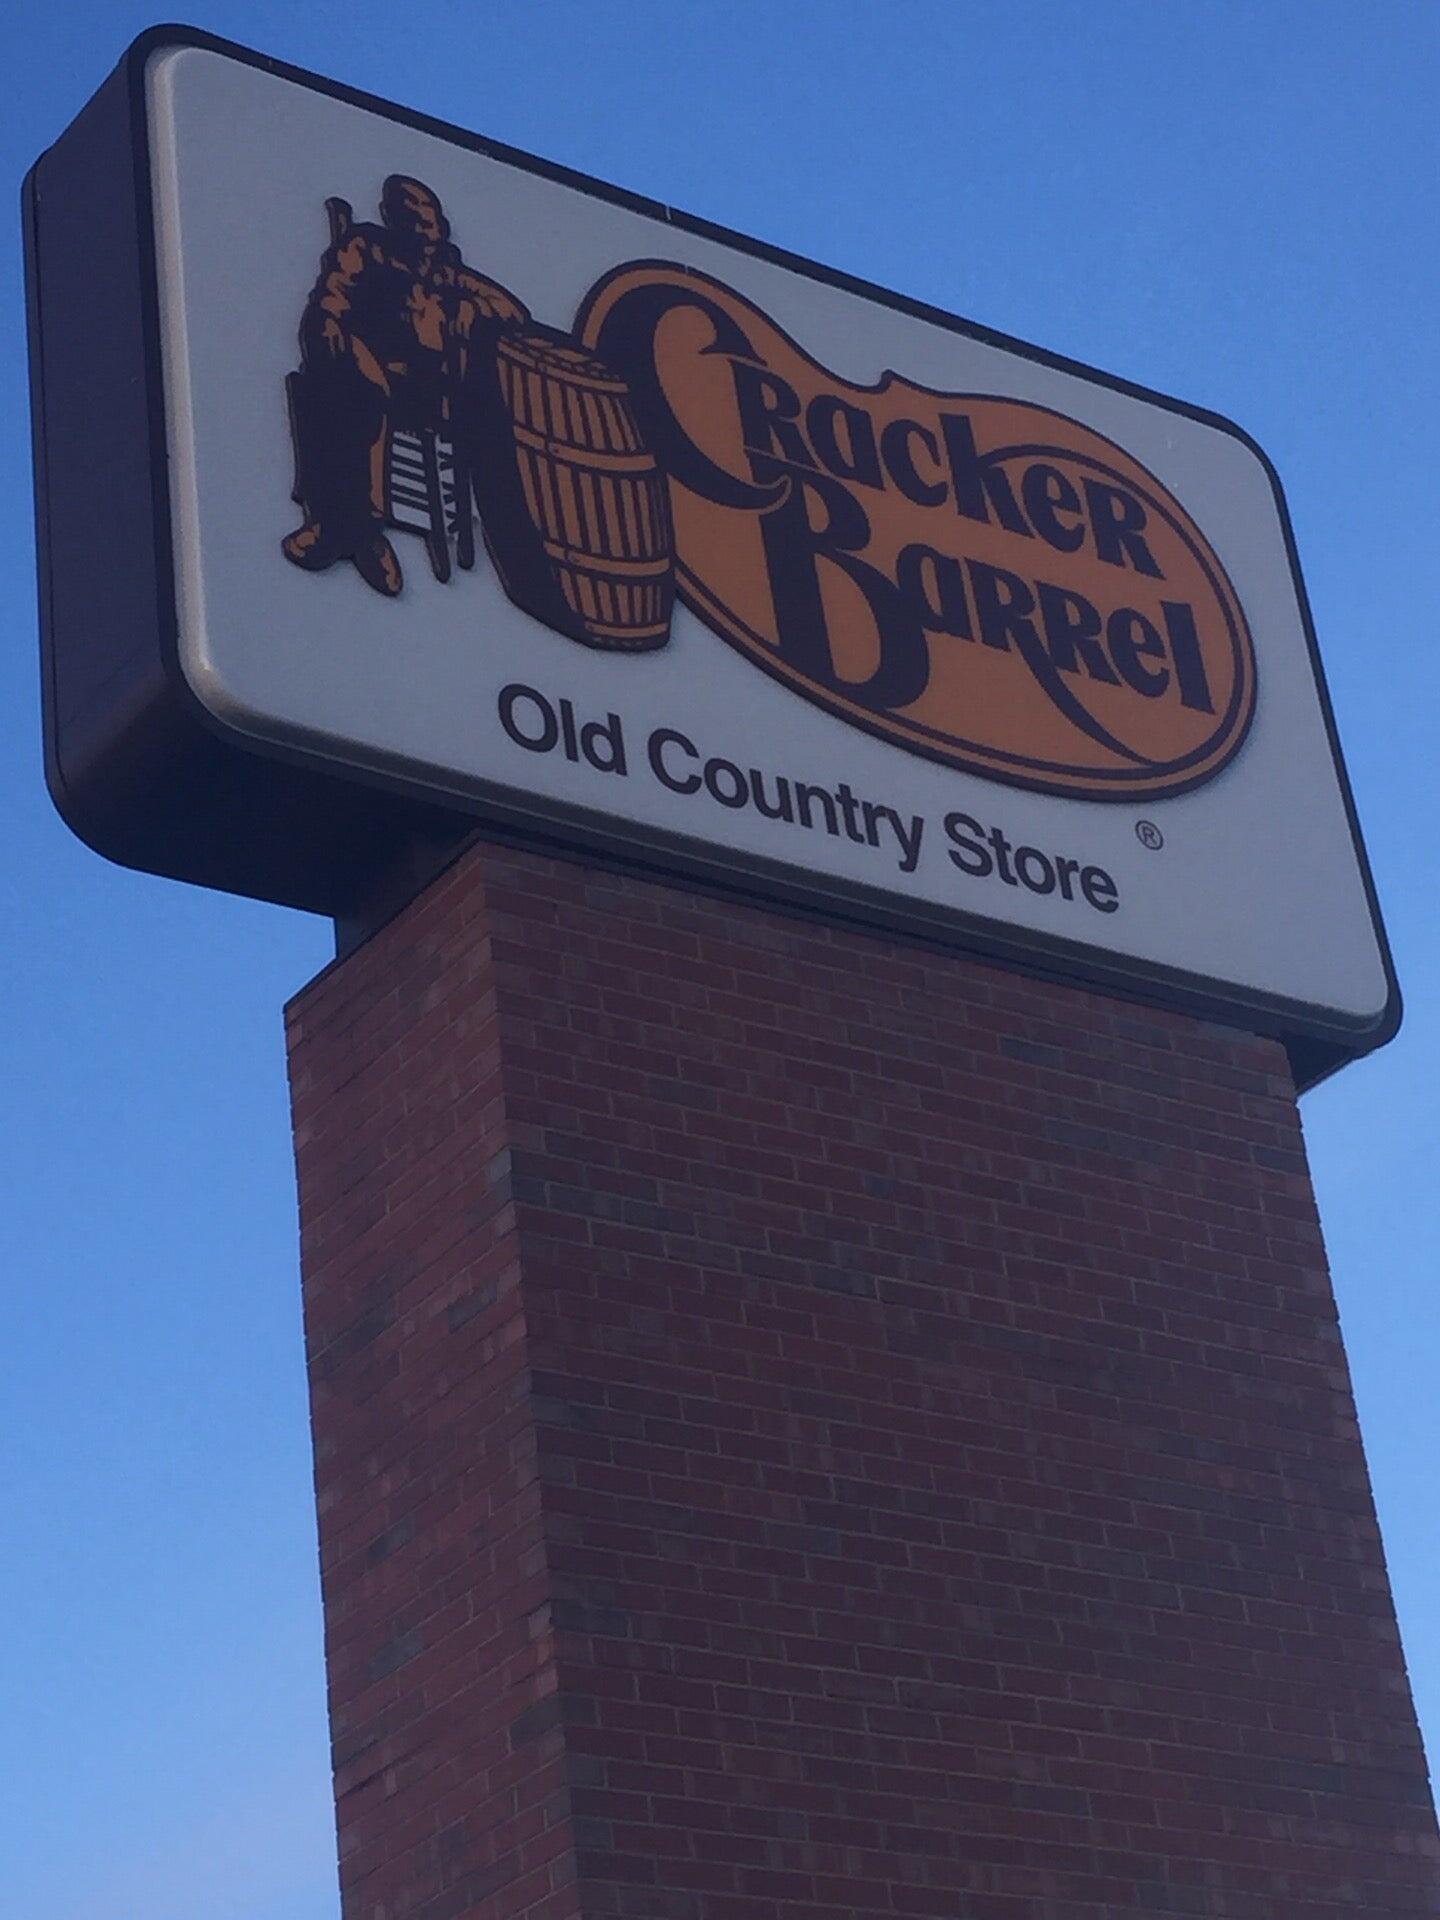 Cracker
Barrel
Old Country Store
®